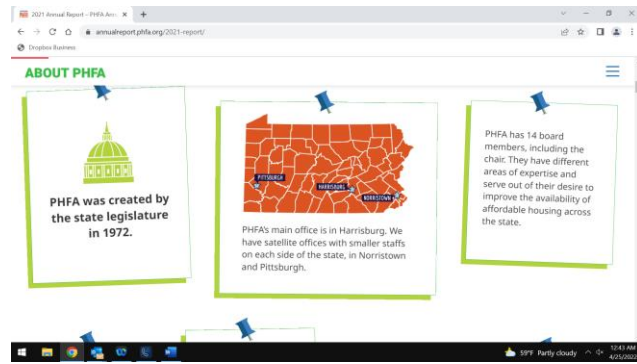 2021 Annual Report – PHFA Ann
annualreport.phfa.org/2021-report/
Dropbox Business
ABOUT PHFA
PHFA was created by
the state legislature
in 1972.
PITTSBURGH
HARRISBURG
NORRISTOWN
PHFA's main office is in Harrisburg. We
have satellite offices with smaller staffs
on each side of the state, in Norristown
and Pittsburgh.
PHFA has 14 board
members, including the
chair. They have different
areas of expertise and
serve out of their desire to
improve the availability of
affordable housing across
the state.
59°F Partly cloudy
12:43 AM
4/25/2022